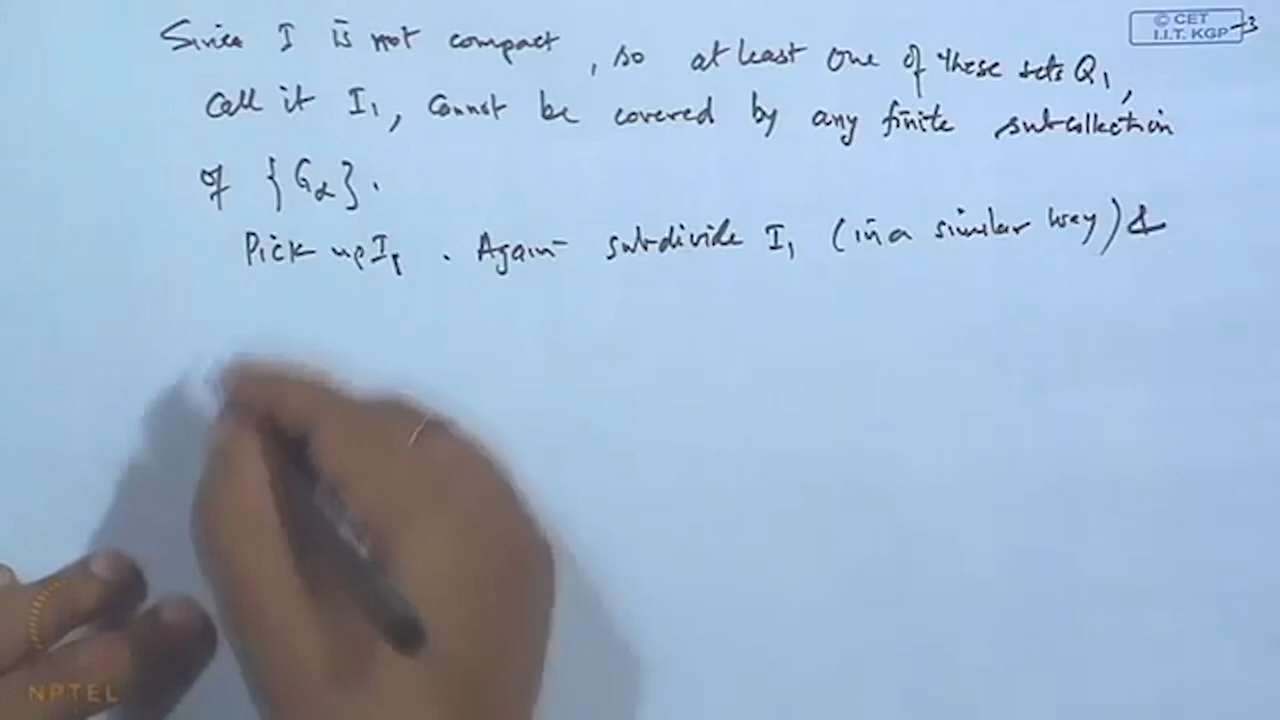 © CET
I.I.T. KGP
Since I is not compact, so at least one of these sets Q1,
call it I1, cannot be covered by any finite subcollection
of {Gα}.
Pick up I1. Again subdivide I1 (in a similar way) &
NPTEL